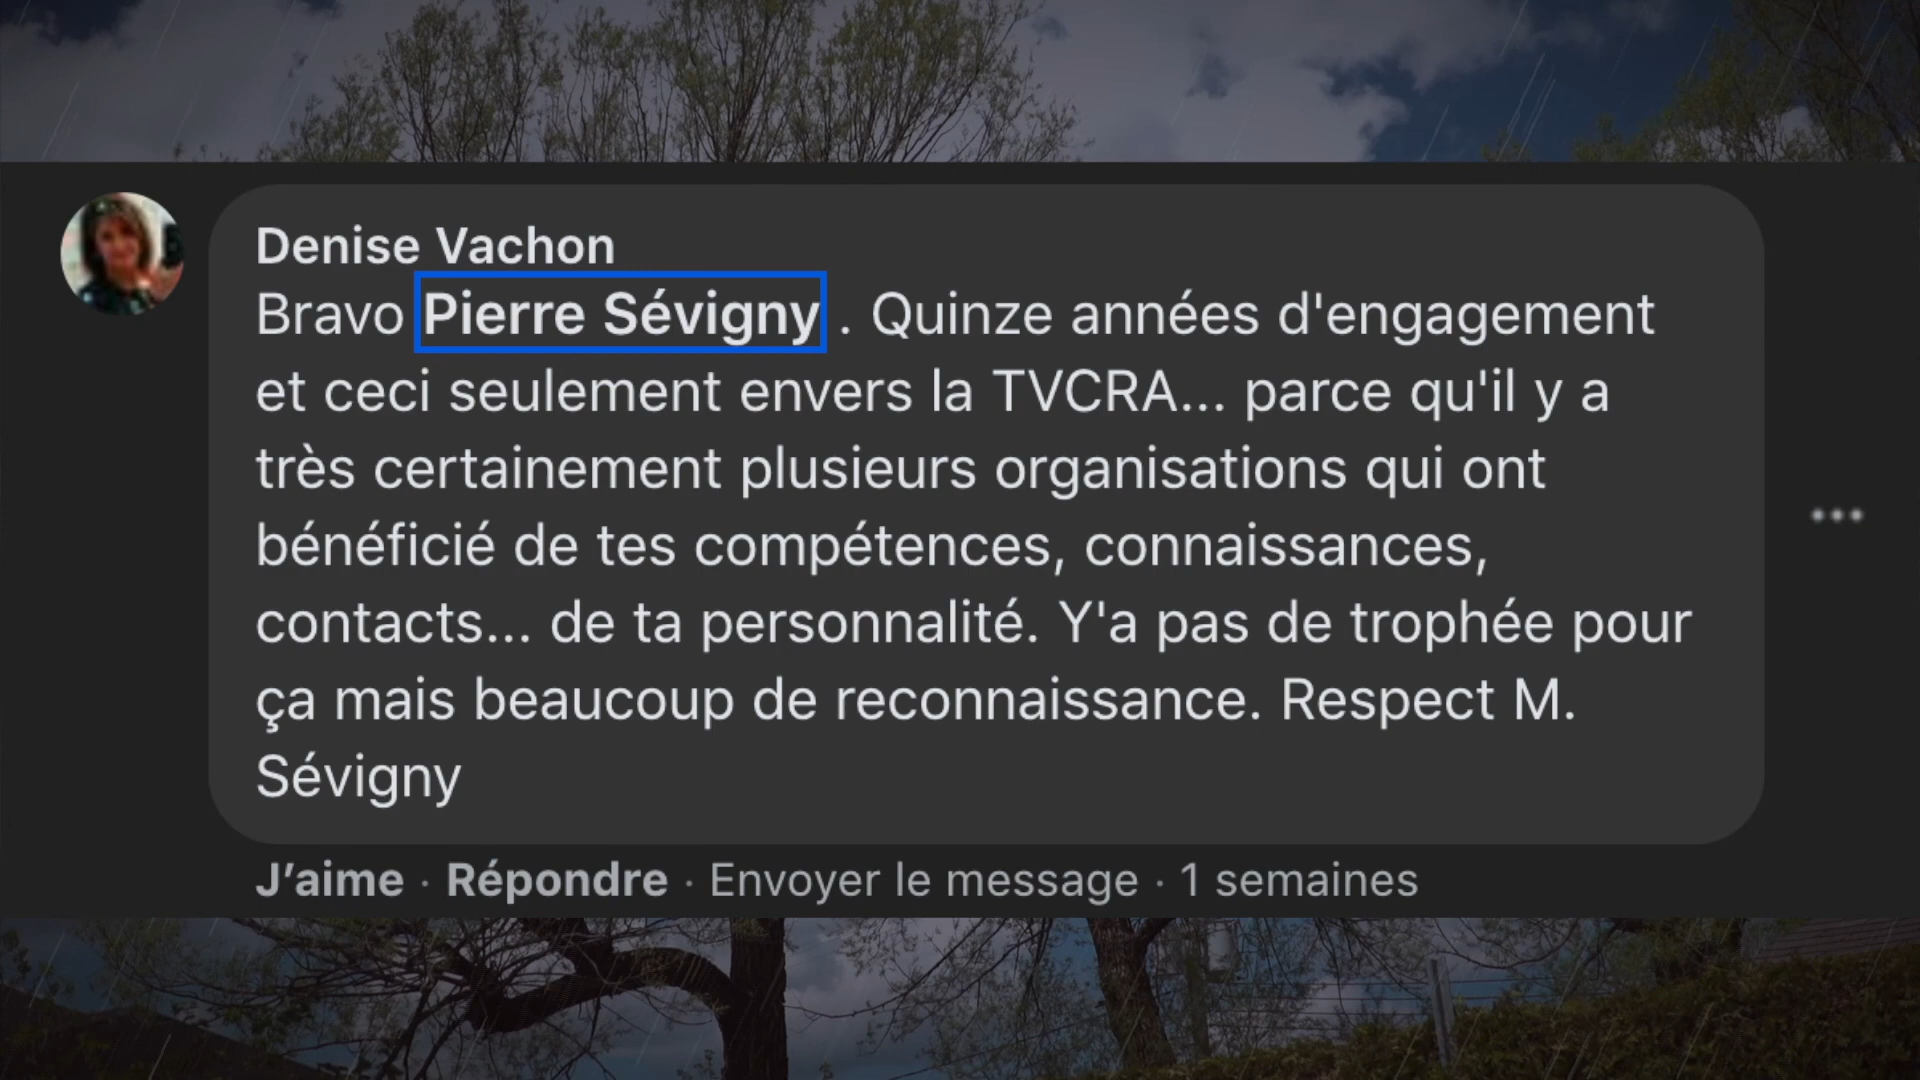 Denise Vachon
Bravo Pierre Sévigny . Quinze années d'engagement
et ceci seulement envers la TVCRA... parce qu'il y a
très certainement plusieurs organisations qui ont
bénéficié de tes compétences, connaissances,
contacts... de ta personnalité. Y'a pas de trophée pour
ça mais beaucoup de reconnaissance. Respect M.
Sévigny
J’aime · Répondre · Envoyer le message · 1 semaines